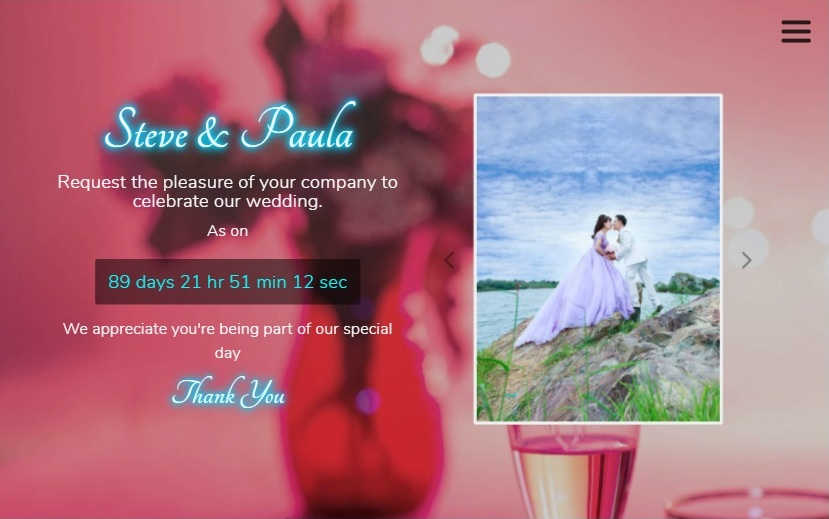 Steve & Paula
Request the pleasure of your company to
celebrate our wedding.
As on
89 days 21 hr 51 min 12 sec
We appreciate you're being part of our special
day
Thank You